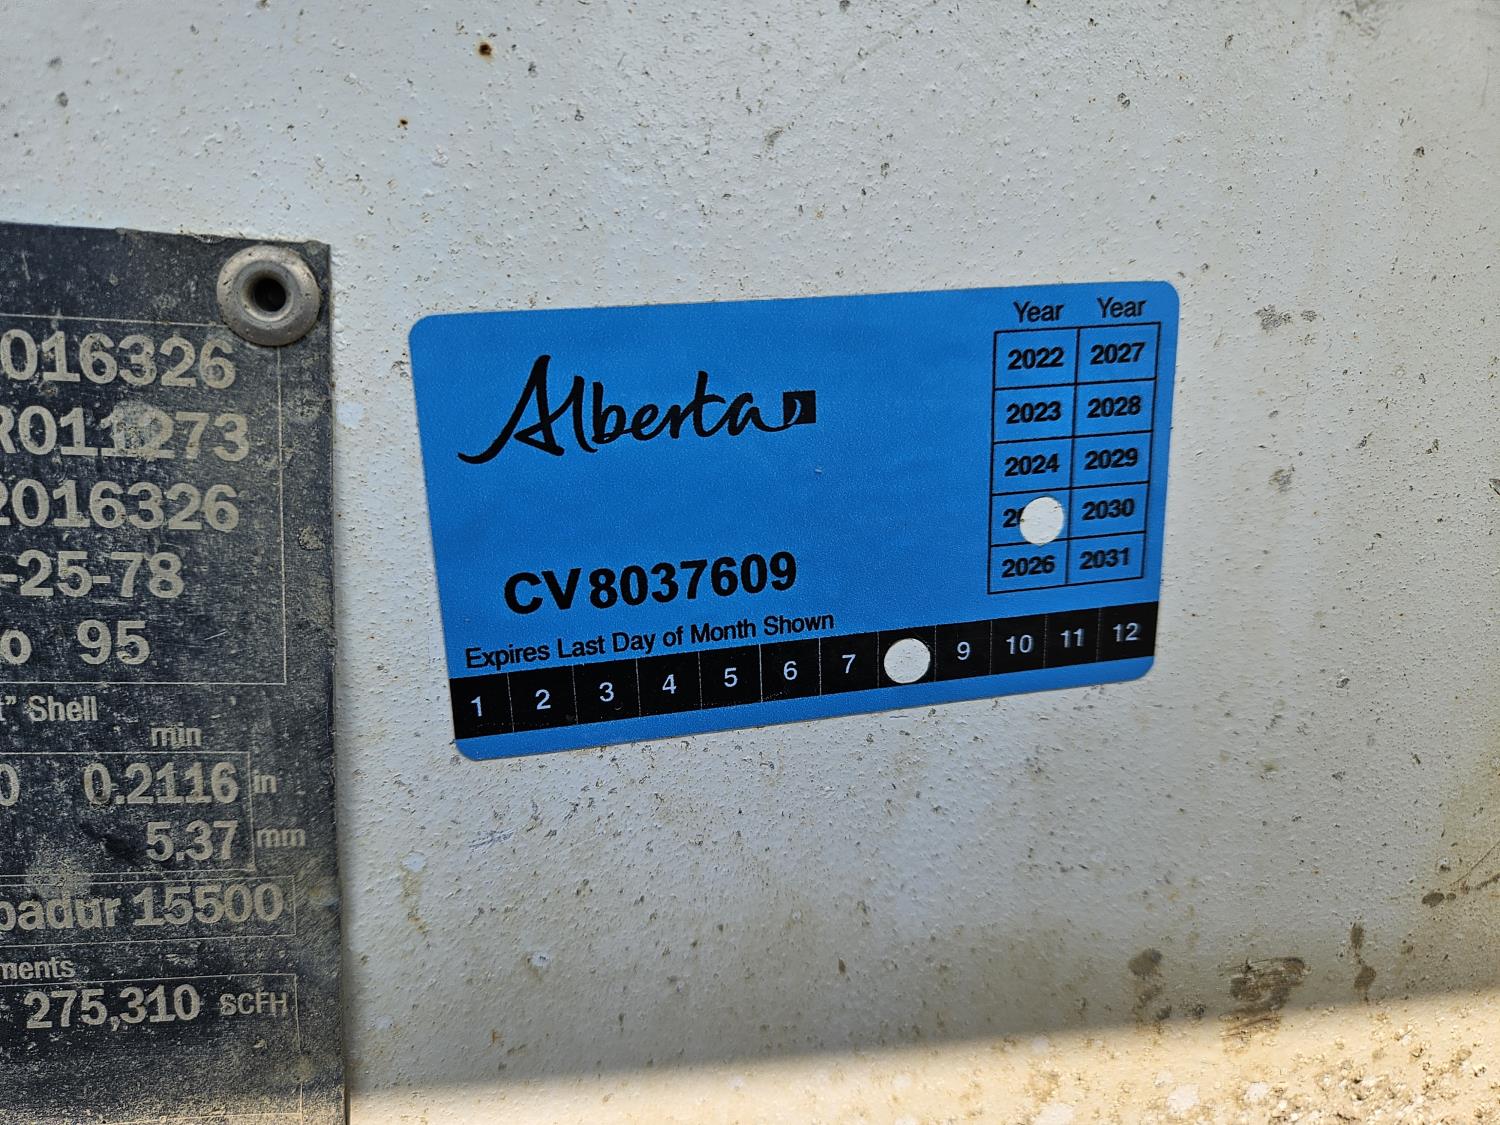 016326
R011273
2016326
-25-78
o 95
" Shell
min
0 0.2116 in
5.37 mm
badur 15500
ments
275,310 SCFH
Alberta
CV8037609
Expires Last Day of Month Shown
1 2 3 4 5 6 7 9 10 11 12
Year Year
2022 2027
2023 2028
2024 2029
2030
2026 2031